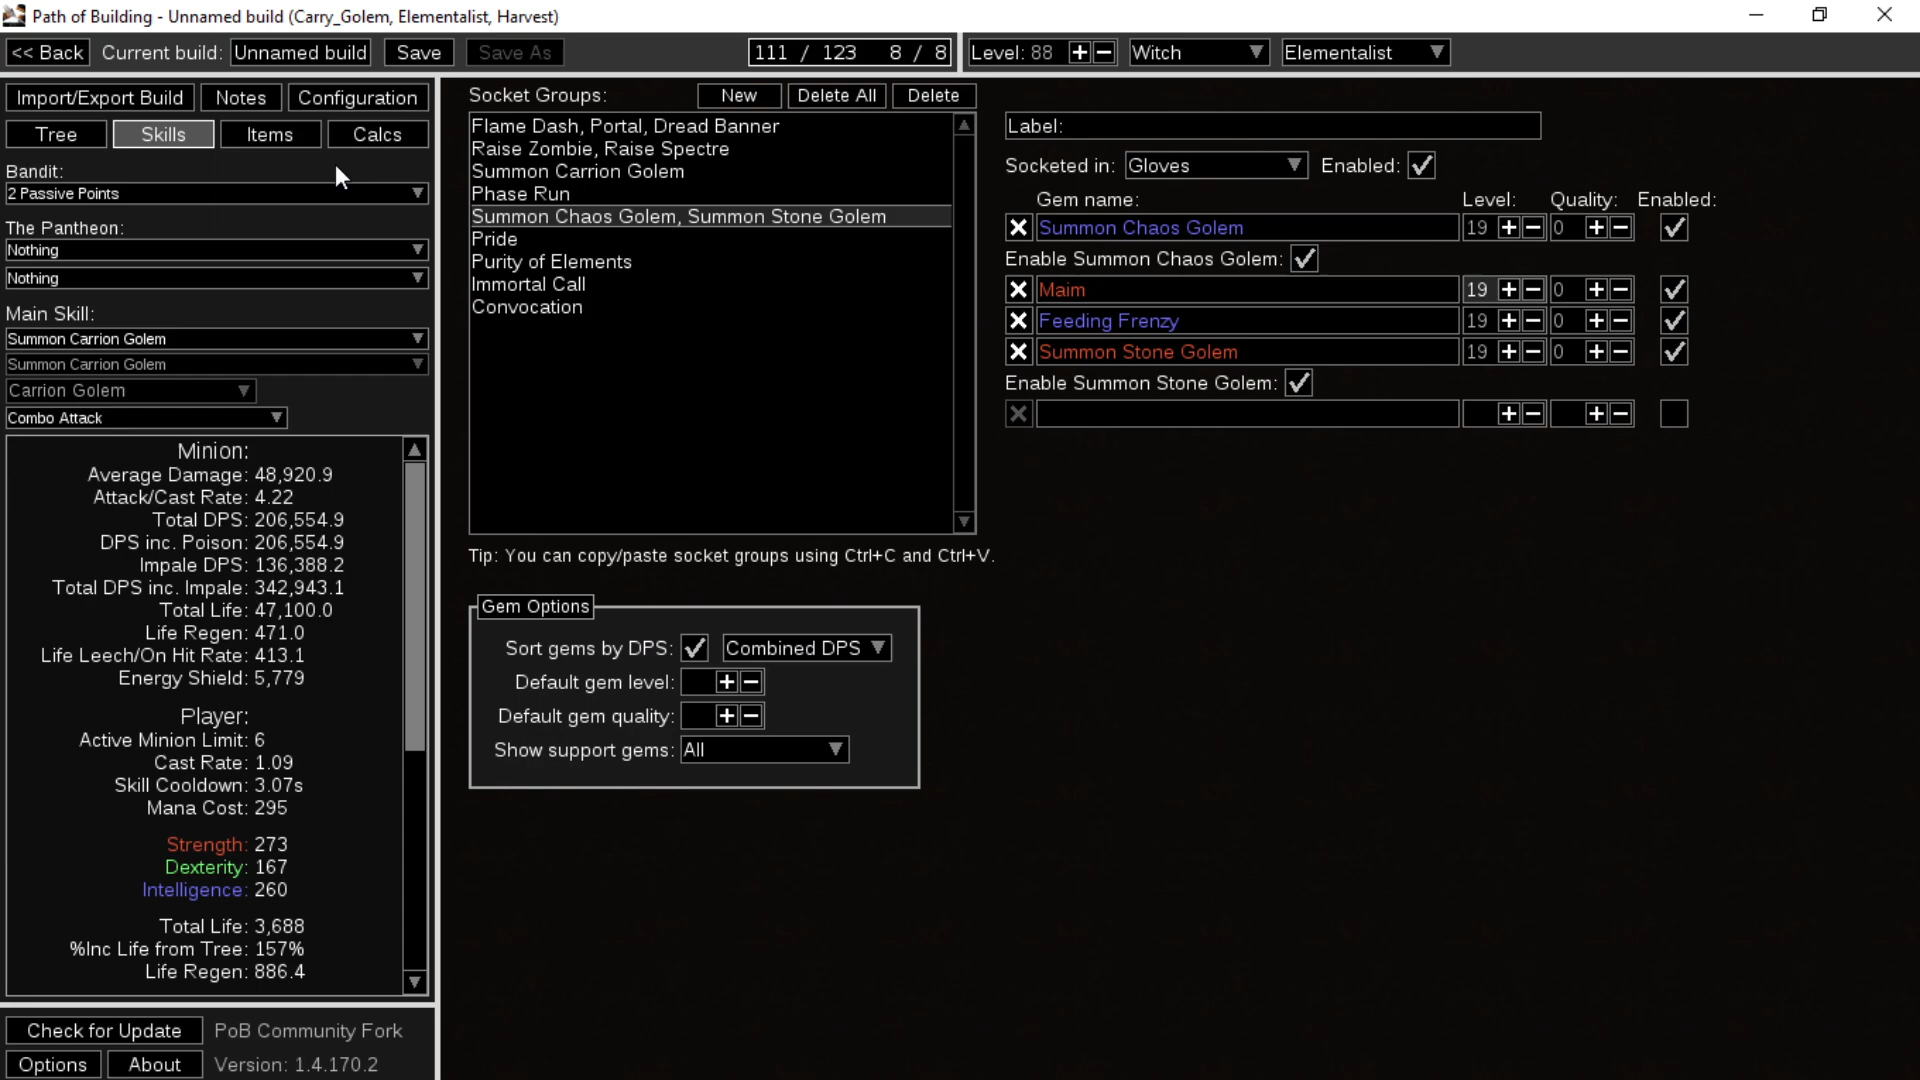 Path of Building - Unnamed build (Carry_Golem, Elementalist, Harvest)
<< Back Current build: Unnamed build Save Save As 111 / 123 8 / 8 Level: 88 + - Witch Elementalist
Import/Export Build Notes Configuration
Tree Skills Items Calcs
Bandit:
2 Passive Points
The Pantheon:
Nothing
Nothing
Main Skill:
Summon Carrion Golem
Summon Carrion Golem
Carrion Golem
Combo Attack
Minion:
Average Damage: 48,920.9
Attack/Cast Rate: 4.22
Total DPS: 206,554.9
DPS inc. Poison: 206,554.9
Impale DPS: 136,388.2
Total DPS inc. Impale: 342,943.1
Total Life: 47,100.0
Life Regen: 471.0
Life Leech/On Hit Rate: 413.1
Energy Shield: 5,779
Player:
Active Minion Limit: 6
Cast Rate: 1.09
Skill Cooldown: 3.07s
Mana Cost: 295
Strength: 273
Dexterity: 167
Intelligence: 260
Total Life: 3,688
%Inc Life from Tree: 157%
Life Regen: 886.4
Check for Update PoB Community Fork
Options About Version: 1.4.170.2
Socket Groups: New Delete All Delete
Flame Dash, Portal, Dread Banner
Raise Zombie, Raise Spectre
Summon Carrion Golem
Phase Run
Summon Chaos Golem, Summon Stone Golem
Pride
Purity of Elements
Immortal Call
Convocation
Tip: You can copy/paste socket groups using Ctrl+C and Ctrl+V.
Gem Options
Sort gems by DPS: Combined DPS
Default gem level: + -
Default gem quality: + -
Show support gems: All
Label:
Socketed in: Gloves Enabled:
Gem name: Level: Quality: Enabled:
Summon Chaos Golem 19 + - 0 + -
Enable Summon Chaos Golem:
Maim 19 + - 0 + -
Feeding Frenzy 19 + - 0 + -
Summon Stone Golem 19 + - 0 + -
Enable Summon Stone Golem:
+ - + -